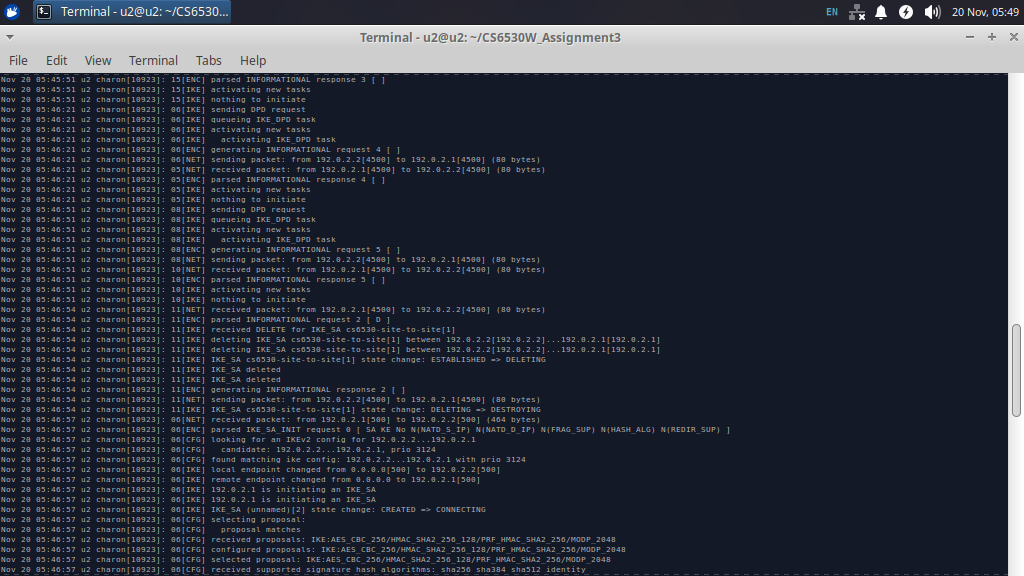 Terminal - u2@u2: ~/CS6530...
EN
20 Nov, 05:49
Terminal - u2@u2: ~/CS6530W_Assignment3
File Edit View Terminal Tabs Help
Nov 20 05:45:51 u2 charon[10923]: 15[ENC] parsed INFORMATIONAL response 3 [ ]
Nov 20 05:45:51 u2 charon[10923]: 15[IKE] activating new tasks
Nov 20 05:45:51 u2 charon[10923]: 15[IKE] nothing to initiate
Nov 20 05:46:21 u2 charon[10923]: 06[IKE] sending DPD request
Nov 20 05:46:21 u2 charon[10923]: 06[IKE] queueing IKE_DPD task
Nov 20 05:46:21 u2 charon[10923]: 06[IKE] activating new tasks
Nov 20 05:46:21 u2 charon[10923]: 06[IKE]   activating IKE_DPD task
Nov 20 05:46:21 u2 charon[10923]: 06[ENC] generating INFORMATIONAL request 4 [ ]
Nov 20 05:46:21 u2 charon[10923]: 06[NET] sending packet: from 192.0.2.2[4500] to 192.0.2.1[4500] (80 bytes)
Nov 20 05:46:21 u2 charon[10923]: 05[NET] received packet: from 192.0.2.1[4500] to 192.0.2.2[4500] (80 bytes)
Nov 20 05:46:21 u2 charon[10923]: 05[ENC] parsed INFORMATIONAL response 4 [ ]
Nov 20 05:46:21 u2 charon[10923]: 05[IKE] activating new tasks
Nov 20 05:46:21 u2 charon[10923]: 05[IKE] nothing to initiate
Nov 20 05:46:51 u2 charon[10923]: 08[IKE] sending DPD request
Nov 20 05:46:51 u2 charon[10923]: 08[IKE] queueing IKE_DPD task
Nov 20 05:46:51 u2 charon[10923]: 08[IKE] activating new tasks
Nov 20 05:46:51 u2 charon[10923]: 08[IKE]   activating IKE_DPD task
Nov 20 05:46:51 u2 charon[10923]: 08[ENC] generating INFORMATIONAL request 5 [ ]
Nov 20 05:46:51 u2 charon[10923]: 08[NET] sending packet: from 192.0.2.2[4500] to 192.0.2.1[4500] (80 bytes)
Nov 20 05:46:51 u2 charon[10923]: 10[NET] received packet: from 192.0.2.1[4500] to 192.0.2.2[4500] (80 bytes)
Nov 20 05:46:51 u2 charon[10923]: 10[ENC] parsed INFORMATIONAL response 5 [ ]
Nov 20 05:46:51 u2 charon[10923]: 10[IKE] activating new tasks
Nov 20 05:46:51 u2 charon[10923]: 10[IKE] nothing to initiate
Nov 20 05:46:54 u2 charon[10923]: 11[NET] received packet: from 192.0.2.1[4500] to 192.0.2.2[4500] (80 bytes)
Nov 20 05:46:54 u2 charon[10923]: 11[ENC] parsed INFORMATIONAL request 2 [ D ]
Nov 20 05:46:54 u2 charon[10923]: 11[IKE] received DELETE for IKE_SA cs6530-site-to-site[1]
Nov 20 05:46:54 u2 charon[10923]: 11[IKE] deleting IKE_SA cs6530-site-to-site[1] between 192.0.2.2[192.0.2.2]...192.0.2.1[192.0.2.1]
Nov 20 05:46:54 u2 charon[10923]: 11[IKE] deleting IKE_SA cs6530-site-to-site[1] between 192.0.2.2[192.0.2.2]...192.0.2.1[192.0.2.1]
Nov 20 05:46:54 u2 charon[10923]: 11[IKE] IKE_SA cs6530-site-to-site[1] state change: ESTABLISHED => DELETING
Nov 20 05:46:54 u2 charon[10923]: 11[IKE] IKE_SA deleted
Nov 20 05:46:54 u2 charon[10923]: 11[IKE] IKE_SA deleted
Nov 20 05:46:54 u2 charon[10923]: 11[ENC] generating INFORMATIONAL response 2 [ ]
Nov 20 05:46:54 u2 charon[10923]: 11[NET] sending packet: from 192.0.2.2[4500] to 192.0.2.1[4500] (80 bytes)
Nov 20 05:46:54 u2 charon[10923]: 11[IKE] IKE_SA cs6530-site-to-site[1] state change: DELETING => DESTROYING
Nov 20 05:46:57 u2 charon[10923]: 06[NET] received packet: from 192.0.2.1[500] to 192.0.2.2[500] (464 bytes)
Nov 20 05:46:57 u2 charon[10923]: 06[ENC] parsed IKE_SA_INIT request 0 [ SA KE No N(NATD_S_IP) N(NATD_D_IP) N(FRAG_SUP) N(HASH_ALG) N(REDIR_SUP) ]
Nov 20 05:46:57 u2 charon[10923]: 06[CFG] looking for an IKEv2 config for 192.0.2.2...192.0.2.1
Nov 20 05:46:57 u2 charon[10923]: 06[CFG]   candidate: 192.0.2.2...192.0.2.1, prio 3124
Nov 20 05:46:57 u2 charon[10923]: 06[CFG] found matching ike config: 192.0.2.2...192.0.2.1 with prio 3124
Nov 20 05:46:57 u2 charon[10923]: 06[IKE] local endpoint changed from 0.0.0.0[500] to 192.0.2.2[500]
Nov 20 05:46:57 u2 charon[10923]: 06[IKE] remote endpoint changed from 0.0.0.0 to 192.0.2.1[500]
Nov 20 05:46:57 u2 charon[10923]: 06[IKE] 192.0.2.1 is initiating an IKE_SA
Nov 20 05:46:57 u2 charon[10923]: 06[IKE] 192.0.2.1 is initiating an IKE_SA
Nov 20 05:46:57 u2 charon[10923]: 06[IKE] IKE_SA (unnamed)[2] state change: CREATED => CONNECTING
Nov 20 05:46:57 u2 charon[10923]: 06[CFG] selecting proposal:
Nov 20 05:46:57 u2 charon[10923]: 06[CFG]   proposal matches
Nov 20 05:46:57 u2 charon[10923]: 06[CFG] received proposals: IKE:AES_CBC_256/HMAC_SHA2_256_128/PRF_HMAC_SHA2_256/MODP_2048
Nov 20 05:46:57 u2 charon[10923]: 06[CFG] configured proposals: IKE:AES_CBC_256/HMAC_SHA2_256_128/PRF_HMAC_SHA2_256/MODP_2048
Nov 20 05:46:57 u2 charon[10923]: 06[CFG] selected proposal: IKE:AES_CBC_256/HMAC_SHA2_256_128/PRF_HMAC_SHA2_256/MODP_2048
Nov 20 05:46:57 u2 charon[10923]: 06[CFG] received supported signature hash algorithms: sha256 sha384 sha512 identity